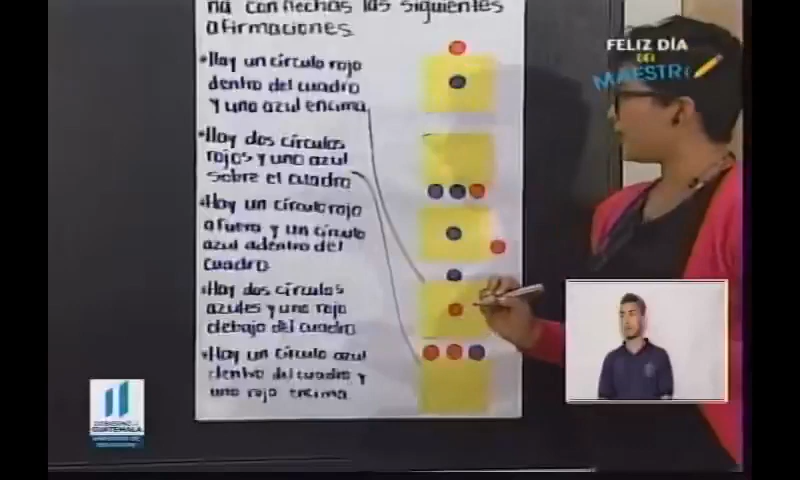 na con flechas las siguientes
afirmaciones
•Hay un círculo rojo
dentro del cuadro
y uno azul encima
•Hay dos círculos
rojos y uno azul
sobre el cuadro
•Hay un círculo rojo
afuera y un círculo
azul adentro del
cuadro
•Hay dos círculos
azules y uno rojo
debajo del cuadro
•Hay un círculo azul
dentro del cuadro y
uno rojo encima
FELIZ DÍA
DEL
MAESTR
GUATEMALA